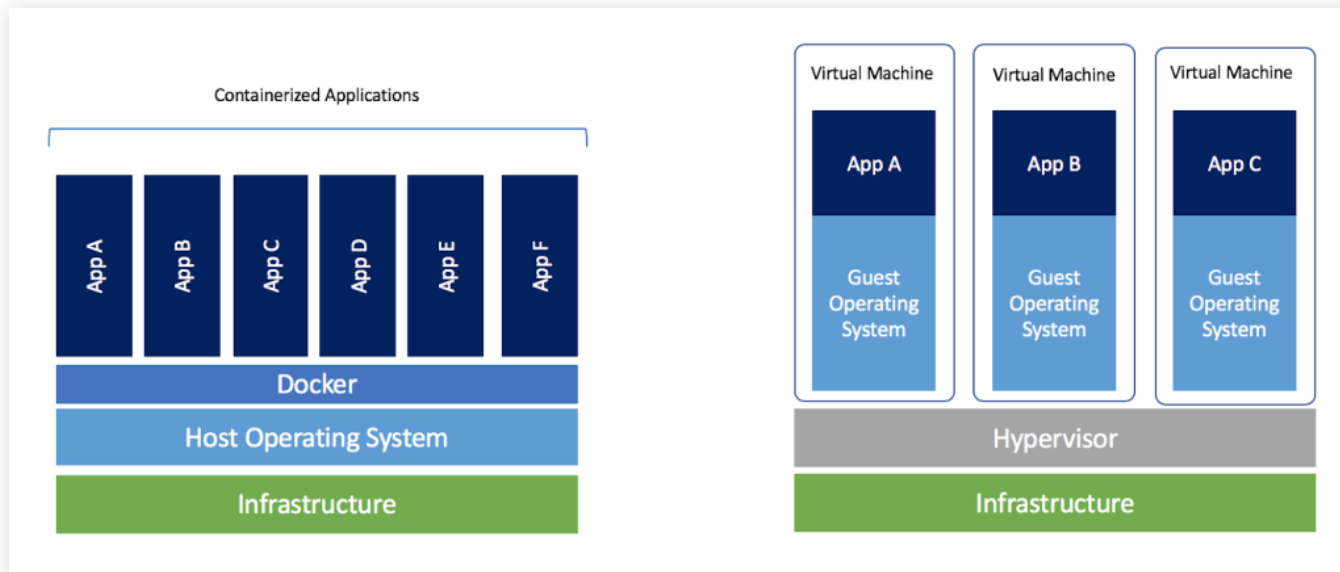 Containerized Applications
App A
App B
App C
App D
App E
App F
Docker
Host Operating System
Infrastructure
Virtual Machine
App A
Guest
Operating
System
Virtual Machine
App B
Guest
Operating
System
Virtual Machine
App C
Guest
Operating
System
Hypervisor
Infrastructure